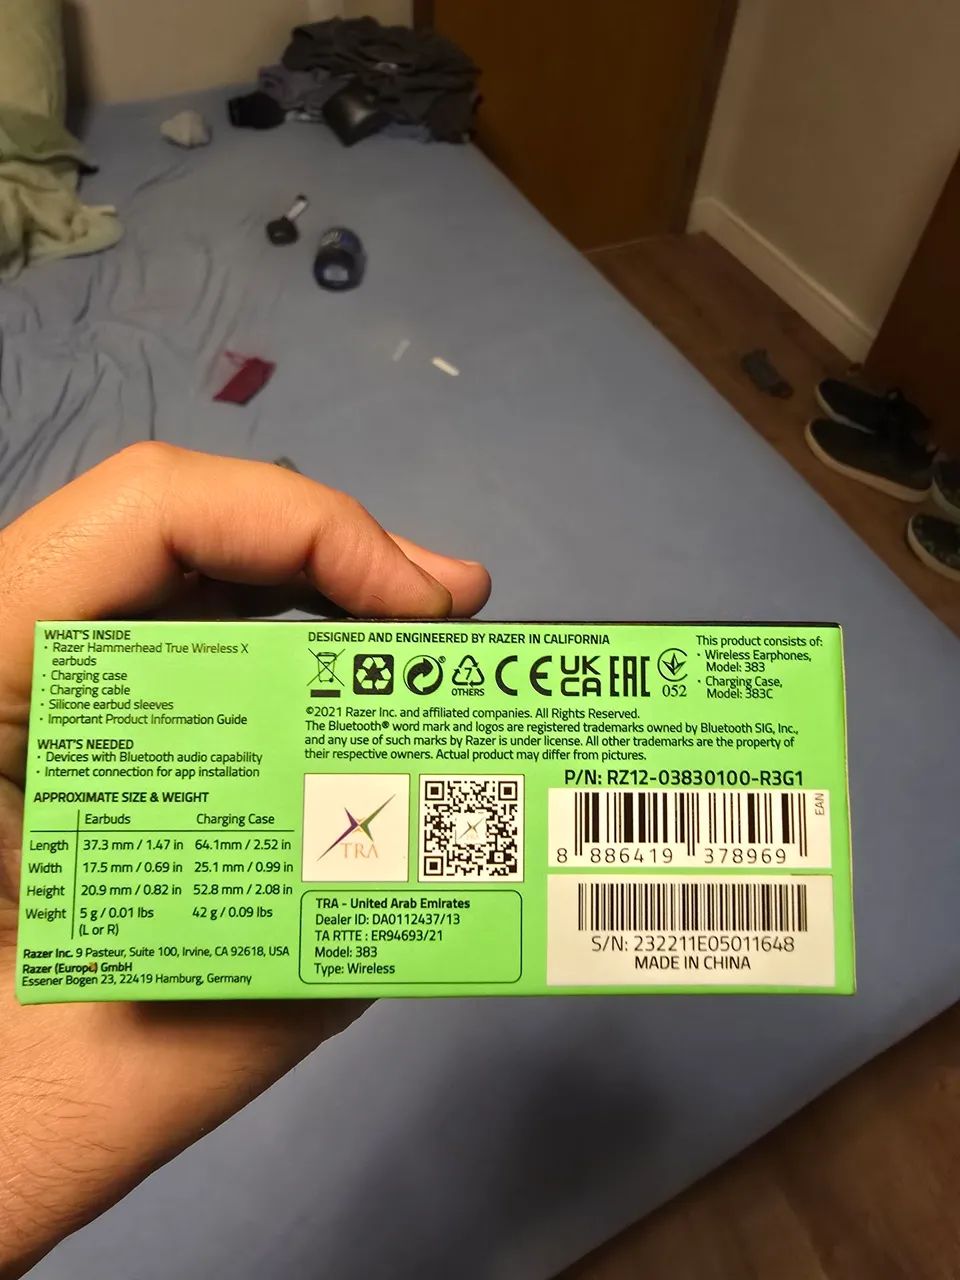 WHAT'S INSIDE
• Razer Hammerhead True Wireless X
earbuds
• Charging case
• Charging cable
• Silicone earbud sleeves
• Important Product Information Guide
WHAT'S NEEDED
• Devices with Bluetooth audio capability
• Internet connection for app installation
APPROXIMATE SIZE & WEIGHT
Earbuds Charging Case
Length 37.3 mm / 1.47 in 64.1mm / 2.52 in
Width 17.5 mm / 0.69 in 25.1 mm / 0.99 in
Height 20.9 mm / 0.82 in 52.8 mm / 2.08 in
Weight 5 g / 0.01 lbs 42 g / 0.09 lbs
(L or R)
Razer Inc. 9 Pasteur, Suite 100, Irvine, CA 92618, USA
Razer (Europe) GmbH
Essener Bogen 23, 22419 Hamburg, Germany
DESIGNED AND ENGINEERED BY RAZER IN CALIFORNIA
7
OTHERS
CE
UK
CA
EAC
052
This product consists of:
• Wireless Earphones,
Model: 383
• Charging Case,
Model: 383C
©2021 Razer Inc. and affiliated companies. All Rights Reserved.
The Bluetooth® word mark and logos are registered trademarks owned by Bluetooth SIG, Inc.,
and any use of such marks by Razer is under license. All other trademarks are the property of
their respective owners. Actual product may differ from pictures.
TRA
TRA
TRA - United Arab Emirates
Dealer ID: DA0112437/13
TA RTTE : ER94693/21
Model: 383
Type: Wireless
P/N: RZ12-03830100-R3G1
EAN
8 886419 378969
S/N: 232211E05011648
MADE IN CHINA